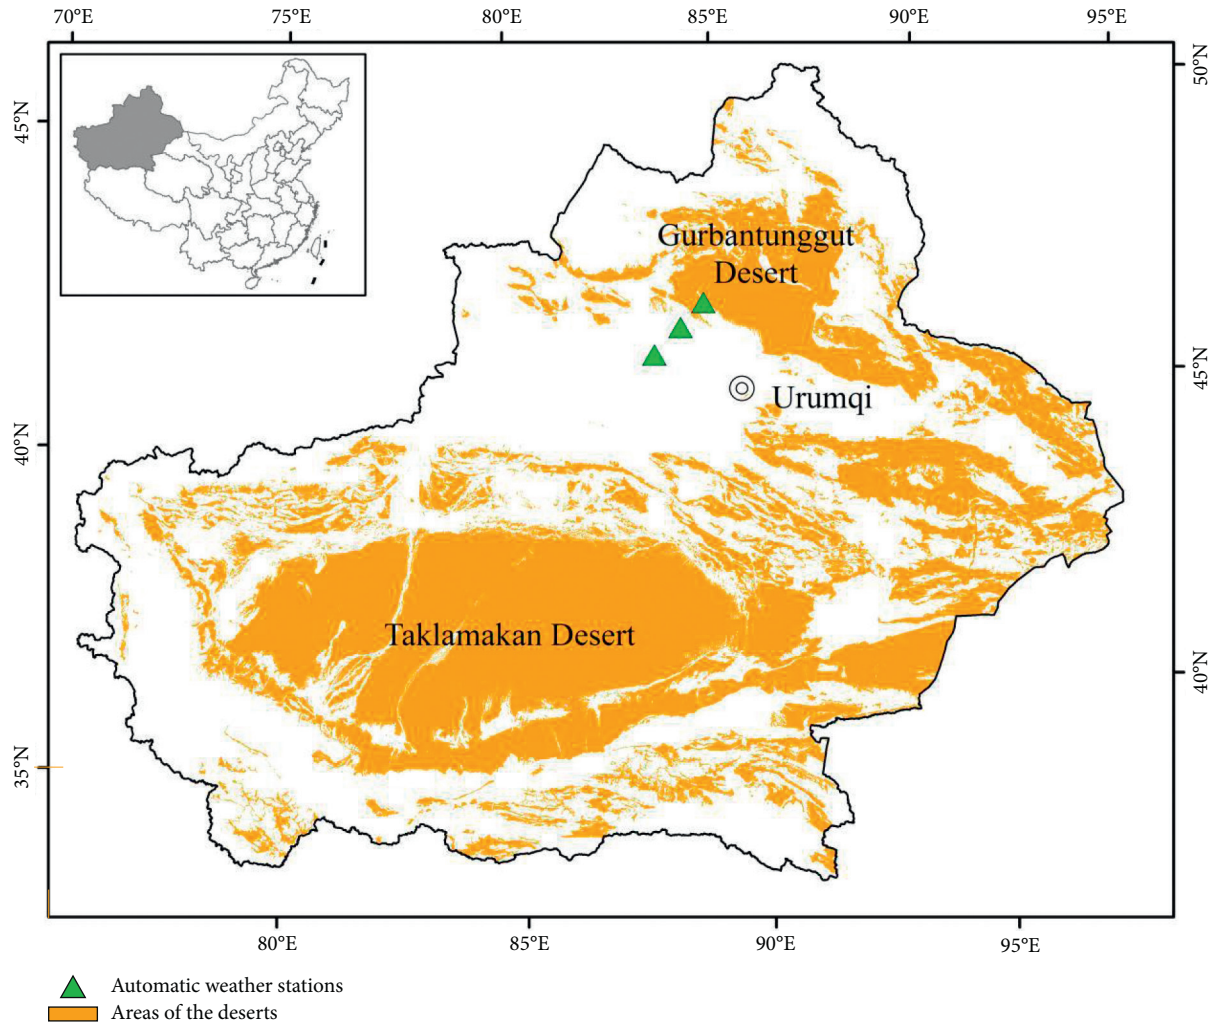 70°E 75°E 80°E 85°E 90°E 95°E
50°N
45°N
Gurbantunggut
Desert
45°N
Urumqi
40°N
Taklamakan Desert
40°N
35°N
80°E 85°E 90°E 95°E
Automatic weather stations
Areas of the deserts